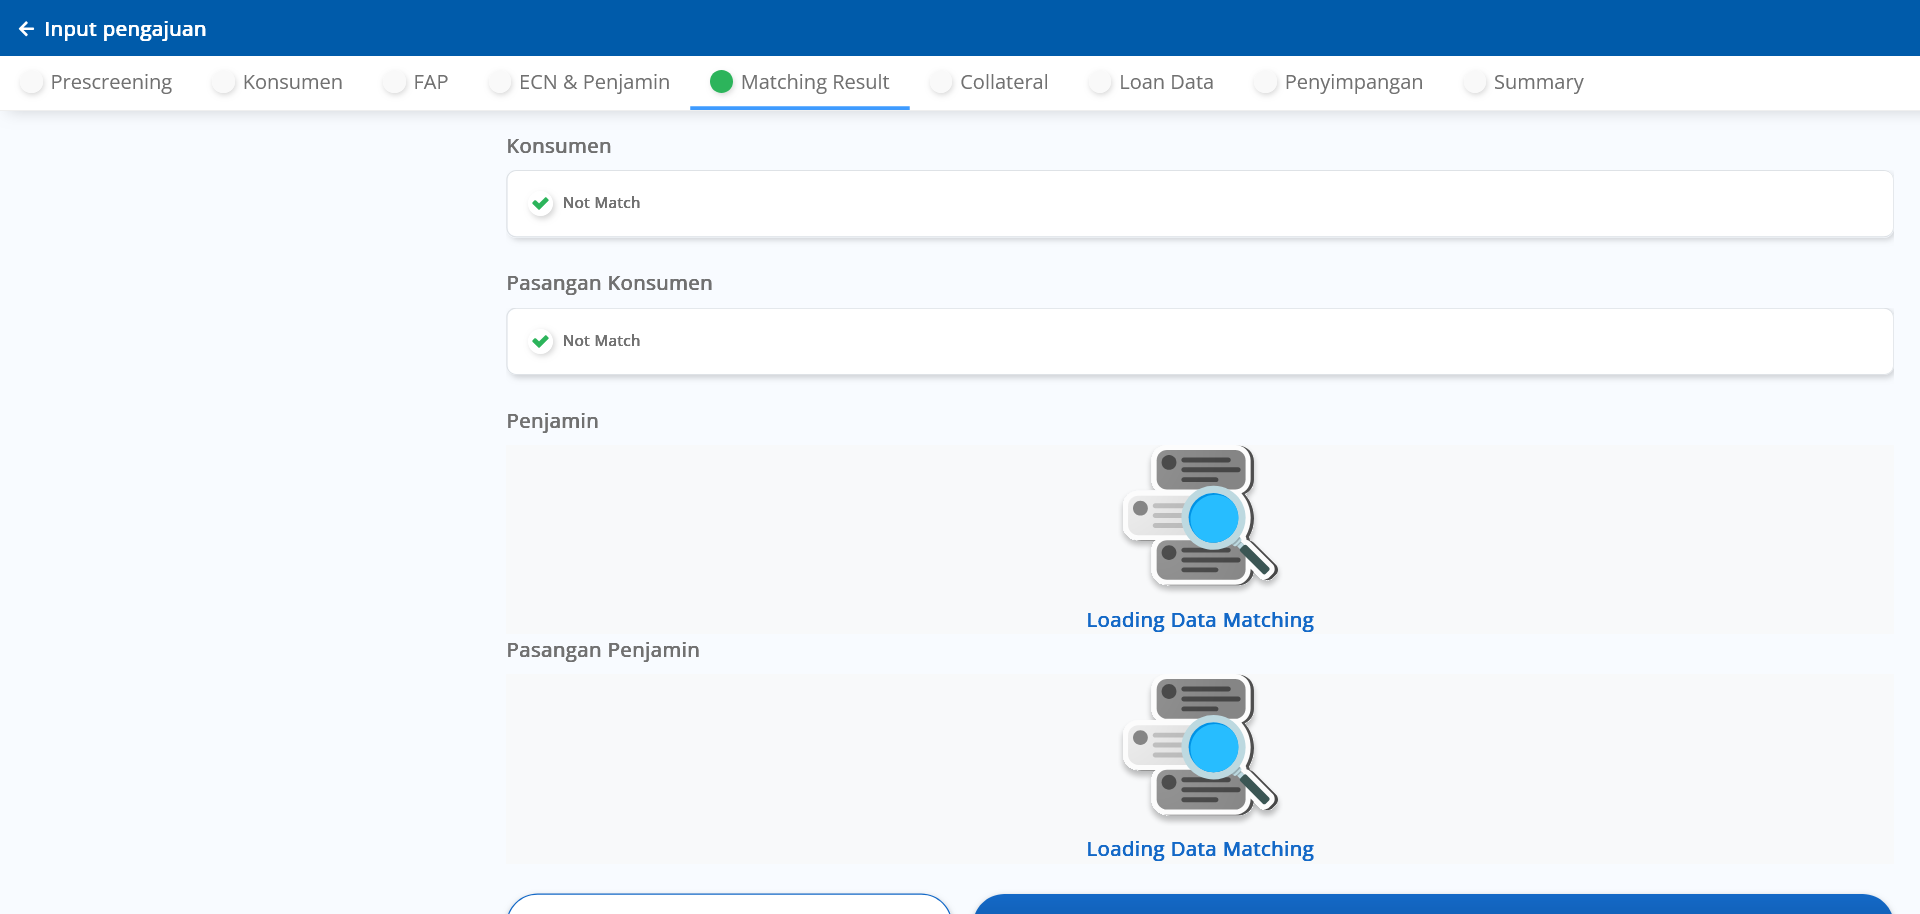 Input pengajuan
Prescreening Konsumen FAP ECN & Penjamin Matching Result Collateral Loan Data Penyimpangan Summary
Konsumen
Not Match
Pasangan Konsumen
Not Match
Penjamin
Loading Data Matching
Pasangan Penjamin
Loading Data Matching